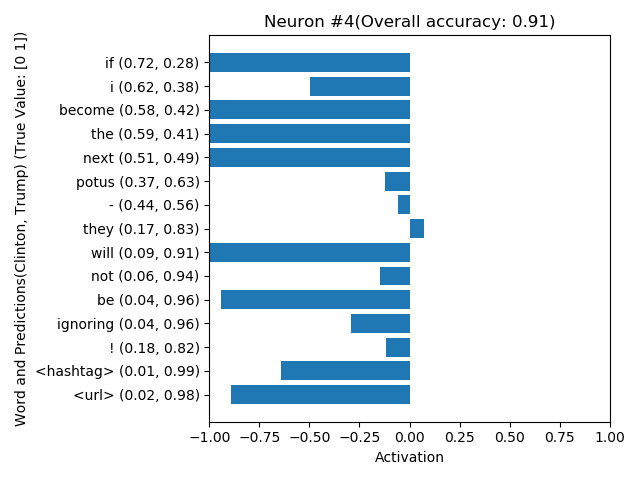 Neuron #4(Overall accuracy: 0.91)
Word and Predictions(Clinton, Trump) (True Value: [0 1])
if (0.72, 0.28)
i (0.62, 0.38)
become (0.58, 0.42)
the (0.59, 0.41)
next (0.51, 0.49)
potus (0.37, 0.63)
- (0.44, 0.56)
they (0.17, 0.83)
will (0.09, 0.91)
not (0.06, 0.94)
be (0.04, 0.96)
ignoring (0.04, 0.96)
! (0.18, 0.82)
<hashtag> (0.01, 0.99)
<url> (0.02, 0.98)
−1.00 −0.75 −0.50 −0.25 0.00 0.25 0.50 0.75 1.00
Activation